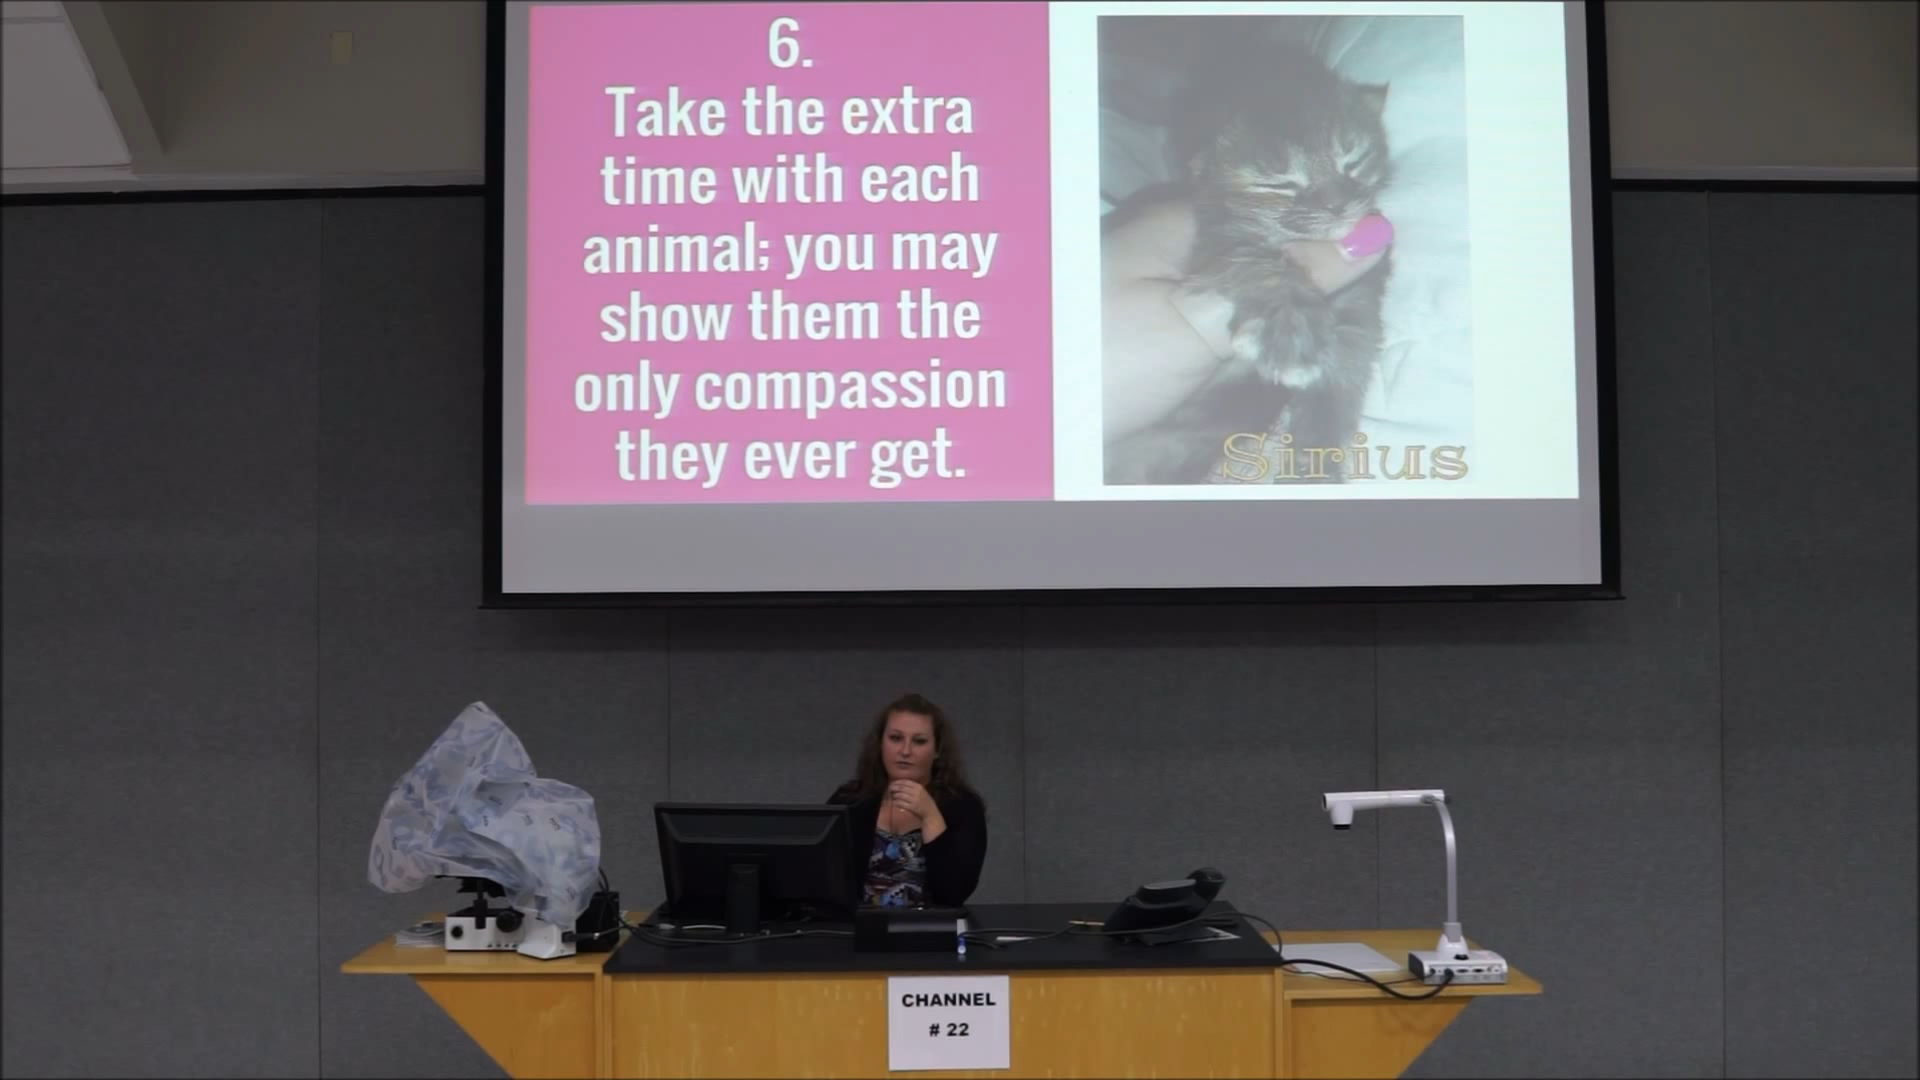 6.
Take the extra
time with each
animal; you may
show them the
only compassion
they ever get.
Sirius
CHANNEL
# 22